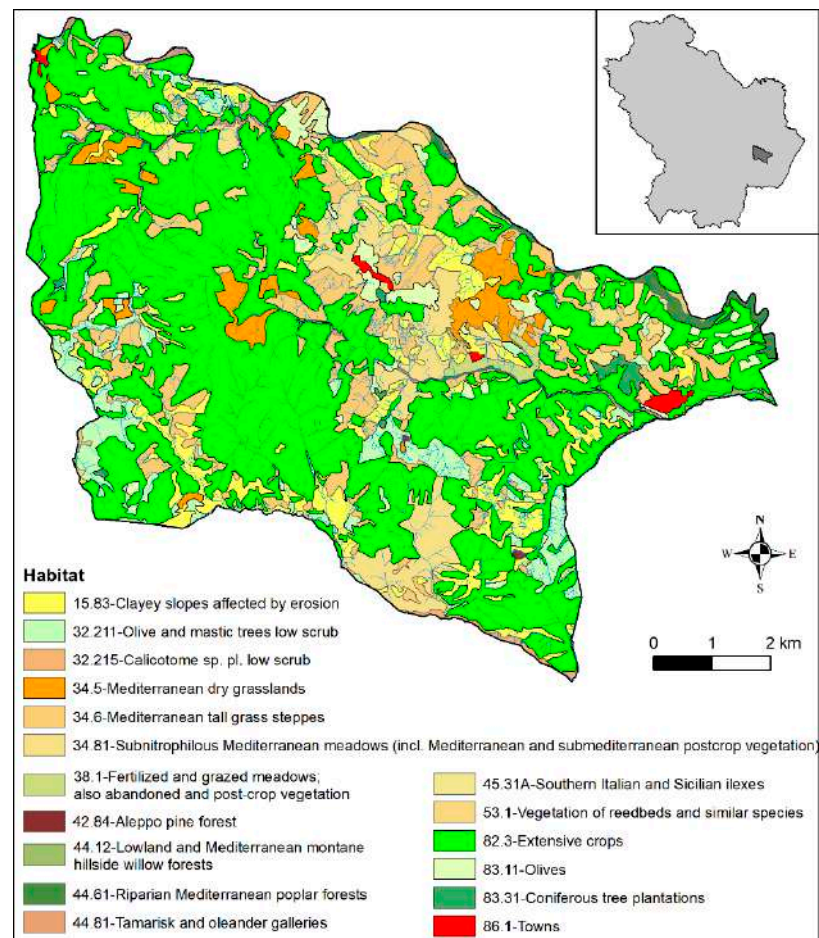 N
W E
S
0 1 2 km
Habitat
15.83-Clayey slopes affected by erosion
32.211-Olive and mastic trees low scrub
32.215-Calicotome sp. pl. low scrub
34.5-Mediterranean dry grasslands
34.6-Mediterranean tall grass steppes
34.81-Subnitrophilous Mediterranean meadows (incl. Mediterranean and submediterranean postcrop vegetation)
38.1-Fertilized and grazed meadows;
also abandoned and post-crop vegetation
42.84-Aleppo pine forest
44.12-Lowland and Mediterranean montane
hillside willow forests
44.61-Riparian Mediterranean poplar forests
44.81-Tamarisk and oleander galleries
45.31A-Southern Italian and Sicilian ilexes
53.1-Vegetation of reedbeds and similar species
82.3-Extensive crops
83.11-Olives
83.31-Coniferous tree plantations
86.1-Towns